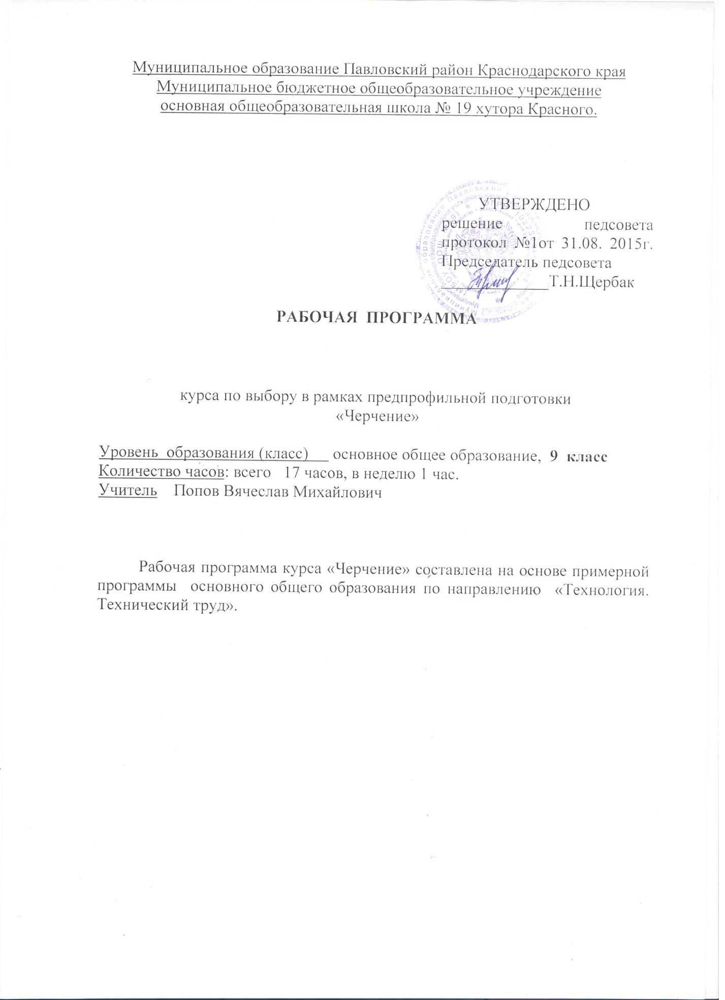 Муниципальное образование Павловский район Краснодарского края
Муниципальное бюджетное общеобразовательное учреждение
основная общеобразовательная школа № 19 хутора Красного.
УТВЕРЖДЕНО
решение педсовета
протокол №1от 31.08. 2015г.
Председатель педсовета
_____________Т.Н.Щербак
РАБОЧАЯ ПРОГРАММА
курса по выбору в рамках предпрофильной подготовки
«Черчение»
Уровень образования (класс)___ основное общее образование, 9 класс
Количество часов: всего 17 часов, в неделю 1 час.
Учитель Попов Вячеслав Михайлович
Рабочая программа курса «Черчение» составлена на основе примерной
программы основного общего образования по направлению «Технология.
Технический труд».